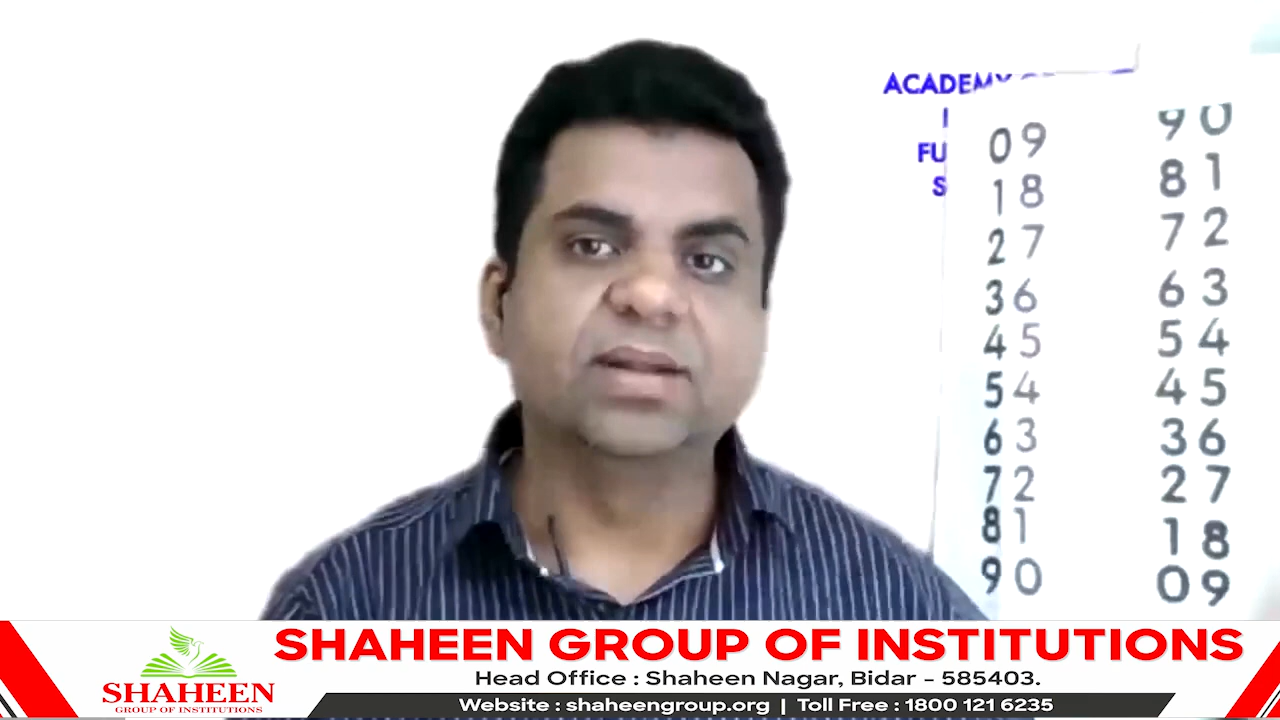 ACADEMY
FU
S
09 90
18 81
27 72
36 63
45 54
54 45
63 36
72 27
81 18
90 09
SHAHEEN
GROUP OF INSTITUTIONS
SHAHEEN GROUP OF INSTITUTIONS
Head Office : Shaheen Nagar, Bidar - 585403.
Website : shaheengroup.org | Toll Free : 1800 121 6235